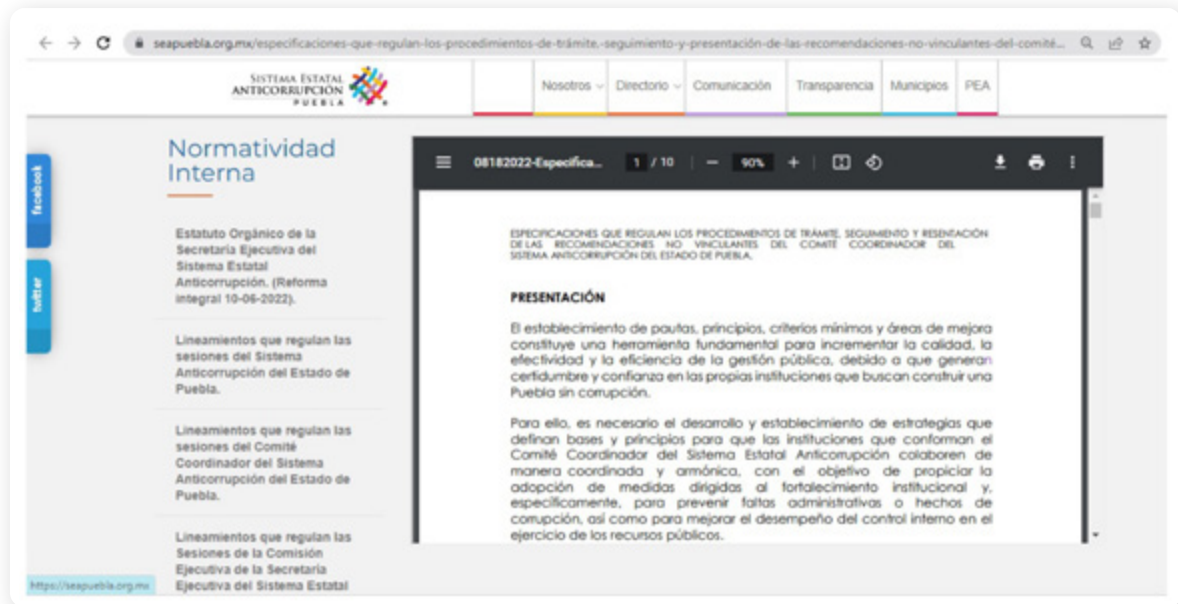 seapuebla.org.mx/especificaciones-que-regulan-los-procedimientos-de-trámite,-seguimiento-y-presentación-de-las-recomendaciones-no-vinculantes-del-comité...
SISTEMA ESTATAL
ANTICORRUPCIÓN
PUEBLA
Nosotros
Directorio
Comunicación
Transparencia
Municipios
PEA
facebook
twitter
Normatividad
Interna
Estatuto Orgánico de la
Secretaría Ejecutiva del
Sistema Estatal
Anticorrupción. (Reforma
integral 10-06-2022).
Lineamientos que regulan las
sesiones del Sistema
Anticorrupción del Estado de
Puebla.
Lineamientos que regulan las
sesiones del Comité
Coordinador del Sistema
Anticorrupción del Estado de
Puebla.
Lineamientos que regulan las
Sesiones de la Comisión
Ejecutiva de la Secretaría
Ejecutiva del Sistema Estatal
08182022-Especifica...
1 / 10
90%
ESPECIFICACIONES QUE REGULAN LOS PROCEDIMIENTOS DE TRÁMITE, SEGUIMIENTO Y RESENTACIÓN
DE LAS RECOMENDACIONES NO VINCULANTES DEL COMITÉ COORDINADOR DEL
SISTEMA ANTICORRUPCIÓN DEL ESTADO DE PUEBLA.
PRESENTACIÓN
El establecimiento de pautas, principios, criterios mínimos y áreas de mejora
constituye una herramienta fundamental para incrementar la calidad, la
efectividad y la eficiencia de la gestión pública, debido a que generan
certidumbre y confianza en las propias instituciones que buscan construir una
Puebla sin corrupción.
Para ello, es necesario el desarrollo y establecimiento de estrategias que
definan bases y principios para que las instituciones que conforman el
Comité Coordinador del Sistema Estatal Anticorrupción colaboren de
manera coordinada y armónica, con el objetivo de propiciar la
adopción de medidas dirigidas al fortalecimiento institucional y,
específicamente, para prevenir faltas administrativas o hechos de
corrupción, así como para mejorar el desempeño del control interno en el
ejercicio de los recursos públicos.
https://seapuebla.org.mx